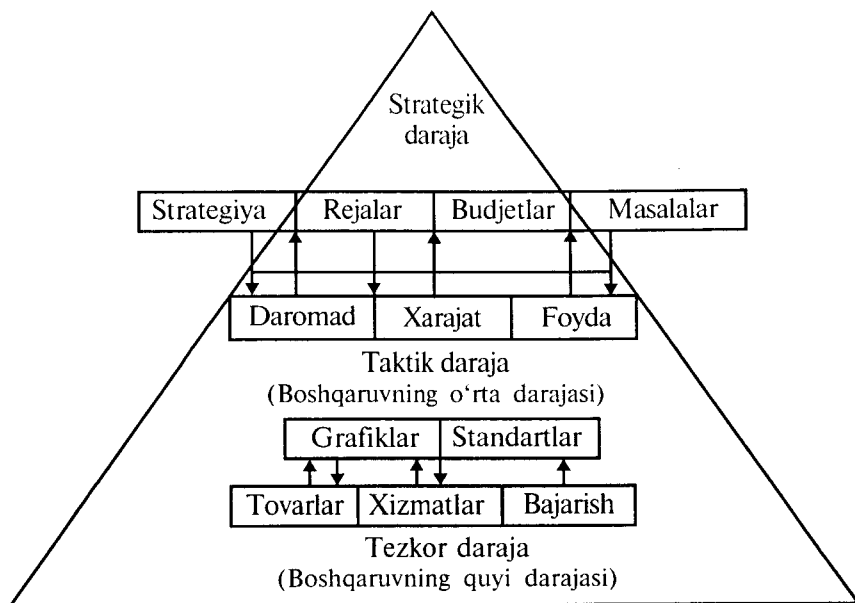 Strategik
daraja
Strategiya Rejalar Budjetlar Masalalar
Daromad Xarajat Foyda
Taktik daraja
(Boshqaruvning o‘rta darajasi)
Grafiklar Standartlar
Tovarlar Xizmatlar Bajarish
Tezkor daraja
(Boshqaruvning quyi darajasi)